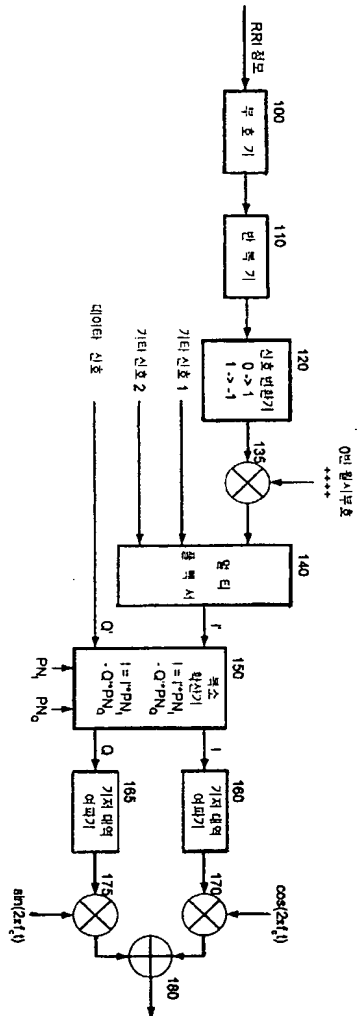 RRI 정보
100
부 호 기
110
반 복 기
120
신호 변환기
0 -> 1
1 -> -1
135
0번 월시부호
++++
140
멀 티
플 렉 서
기타 신호 1
기타 신호 2
데이타 신호
I'
Q'
150
복소
확산기
I = I'*PN_I
- Q'*PN_Q
I = I'*PN_I
- Q'*PN_Q
PN_I
PN_Q
I
Q
160
기저 대역
여파기
165
기저 대역
여파기
170
cos(2πf_ct)
175
sin(2πf_ct)
180